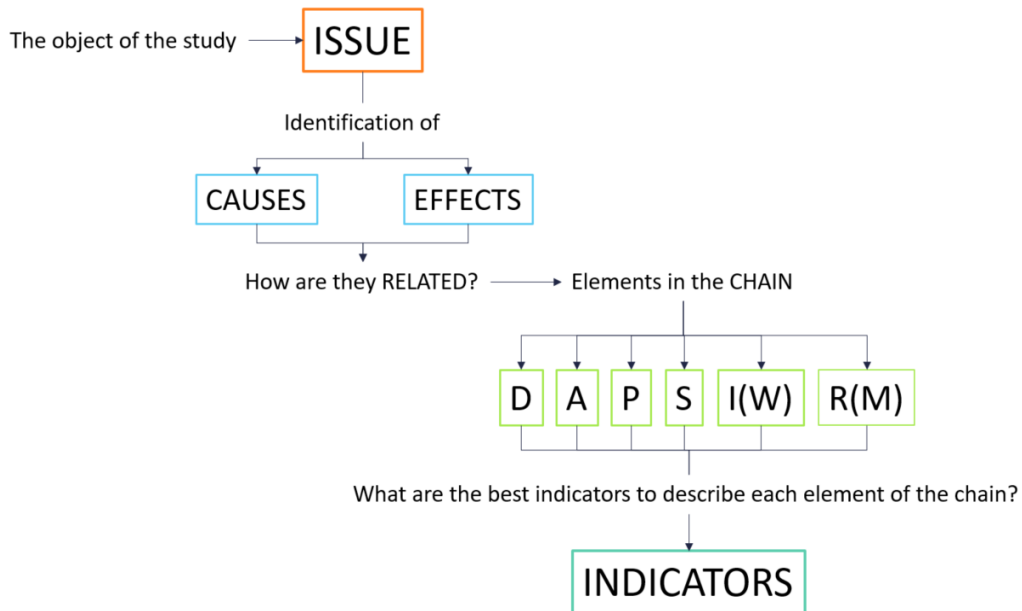 The object of the study
ISSUE
Identification of
CAUSES
EFFECTS
How are they RELATED?
Elements in the CHAIN
D
A
P
S
I(W)
R(M)
What are the best indicators to describe each element of the chain?
INDICATORS